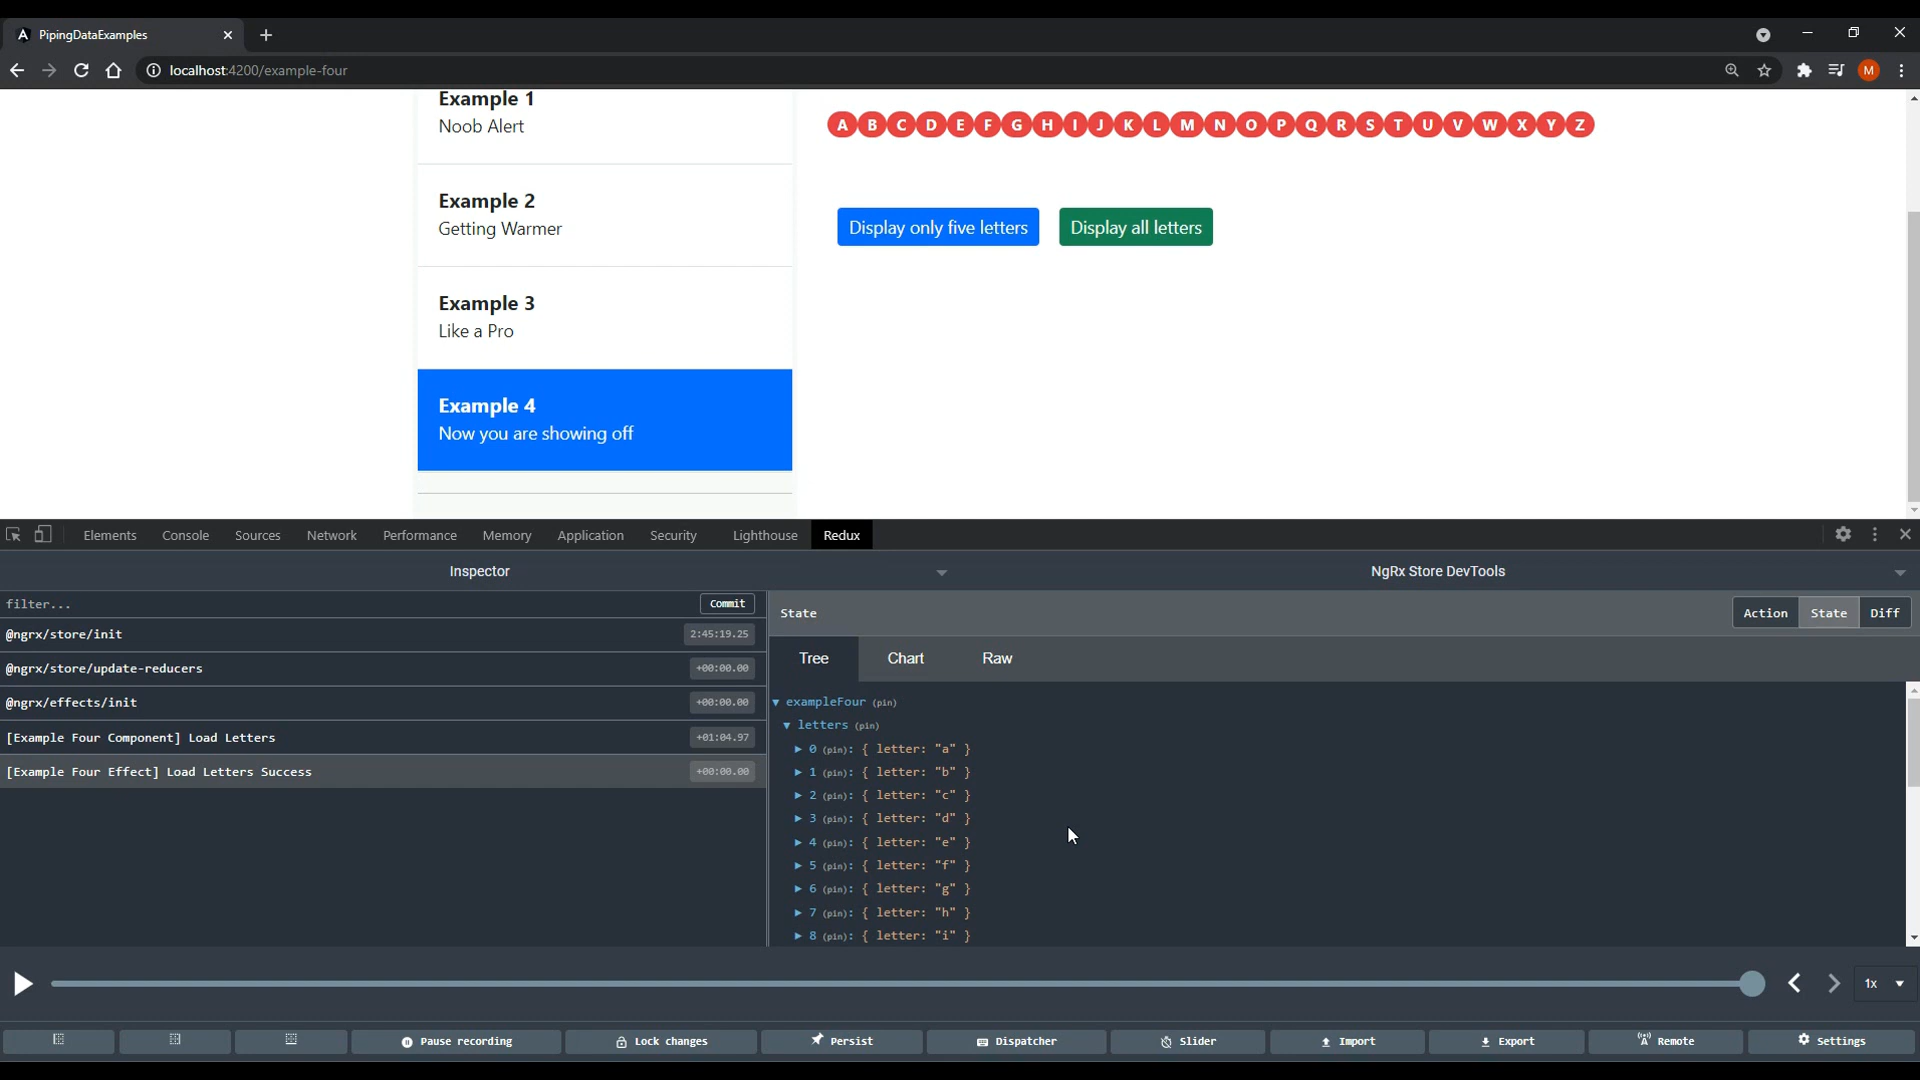 PipingDataExamples
localhost:4200/example-four
M
Example 1
Noob Alert
Example 2
Getting Warmer
Example 3
Like a Pro
Example 4
Now you are showing off
A B C D E F G H I J K L M N O P Q R S T U V W X Y Z
Display only five letters Display all letters
Elements Console Sources Network Performance Memory Application Security Lighthouse Redux
Inspector NgRx Store DevTools
filter... Commit
@ngrx/store/init 2:45:19.25
@ngrx/store/update-reducers +00:00.00
@ngrx/effects/init +00:00.00
[Example Four Component] Load Letters +01:04.97
[Example Four Effect] Load Letters Success +00:00.00
State Action State Diff
Tree Chart Raw
exampleFour (pin)
letters (pin)
0 (pin): { letter: "a" }
1 (pin): { letter: "b" }
2 (pin): { letter: "c" }
3 (pin): { letter: "d" }
4 (pin): { letter: "e" }
5 (pin): { letter: "f" }
6 (pin): { letter: "g" }
7 (pin): { letter: "h" }
8 (pin): { letter: "i" }
1x
Pause recording Lock changes Persist Dispatcher Slider Import Export Remote Settings